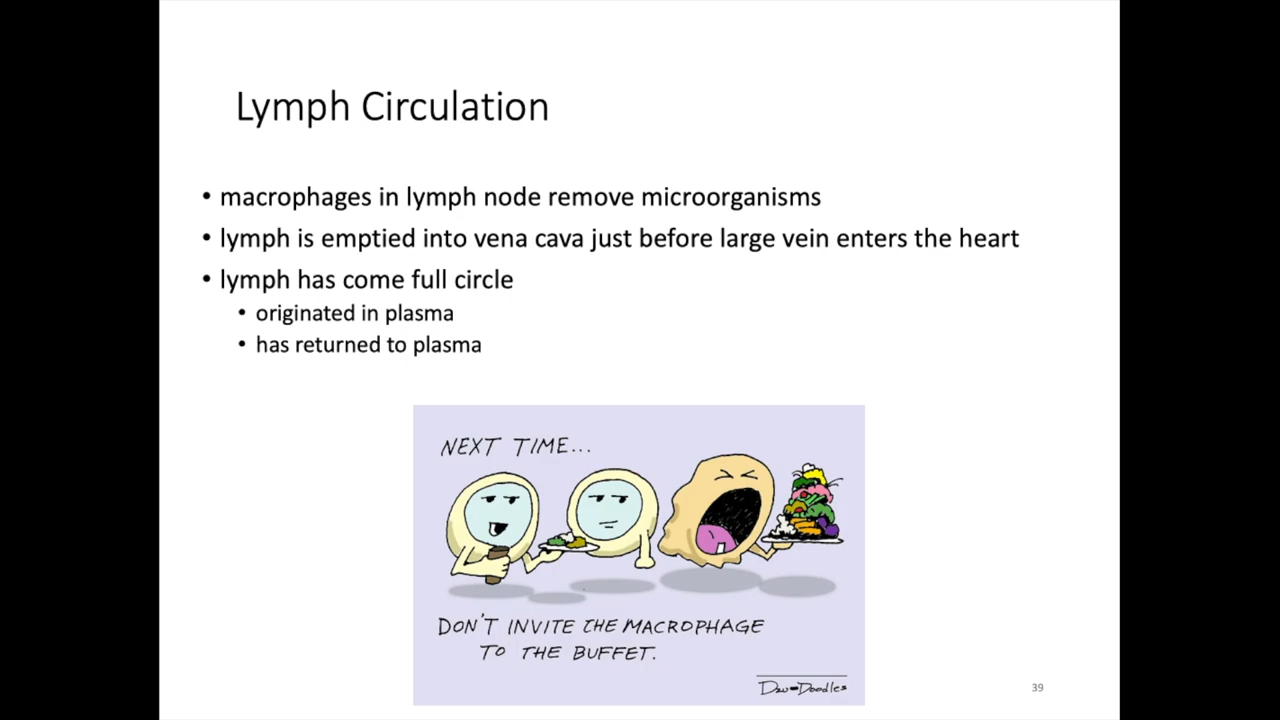 Lymph Circulation
• macrophages in lymph node remove microorganisms
• lymph is emptied into vena cava just before large vein enters the heart
• lymph has come full circle
• originated in plasma
• has returned to plasma
NEXT TIME...
DON'T INVITE THE MACROPHAGE
TO THE BUFFET.
39